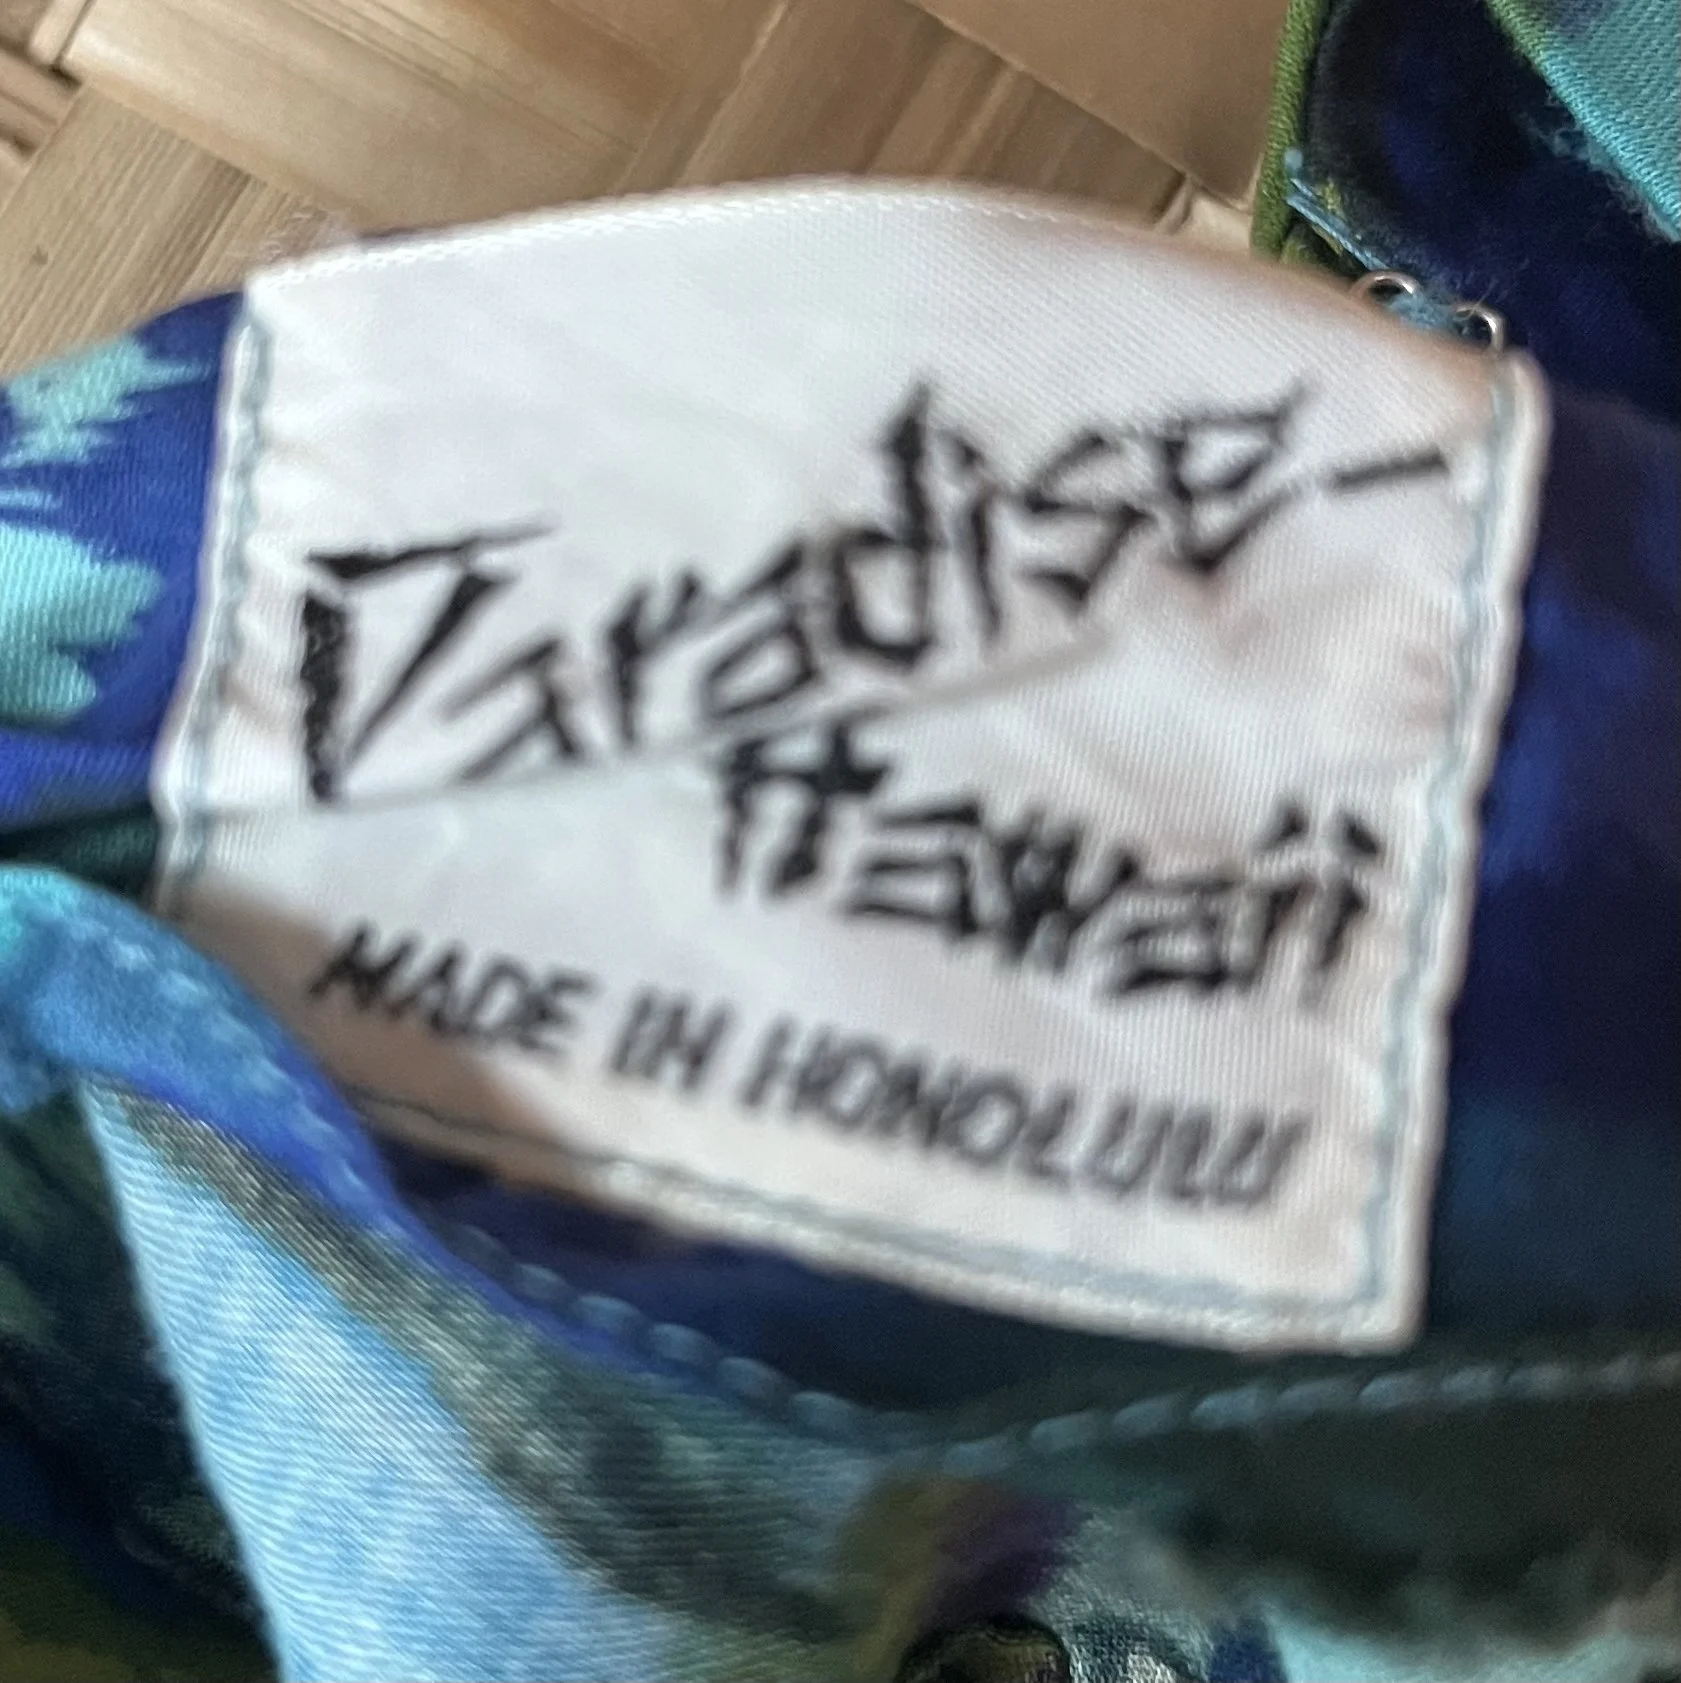 Paradise-
Hawaii
MADE IN HONOLULU